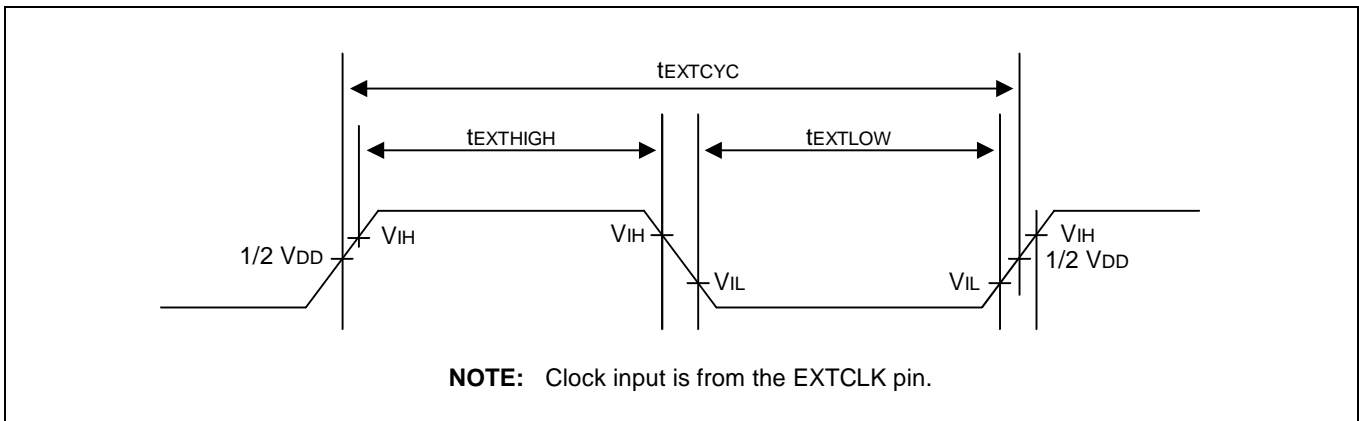 tEXTCYC
tEXTHIGH
tEXTLOW
VIH
VIH
VIH
1/2 VDD
1/2 VDD
VIL
VIL
NOTE: Clock input is from the EXTCLK pin.